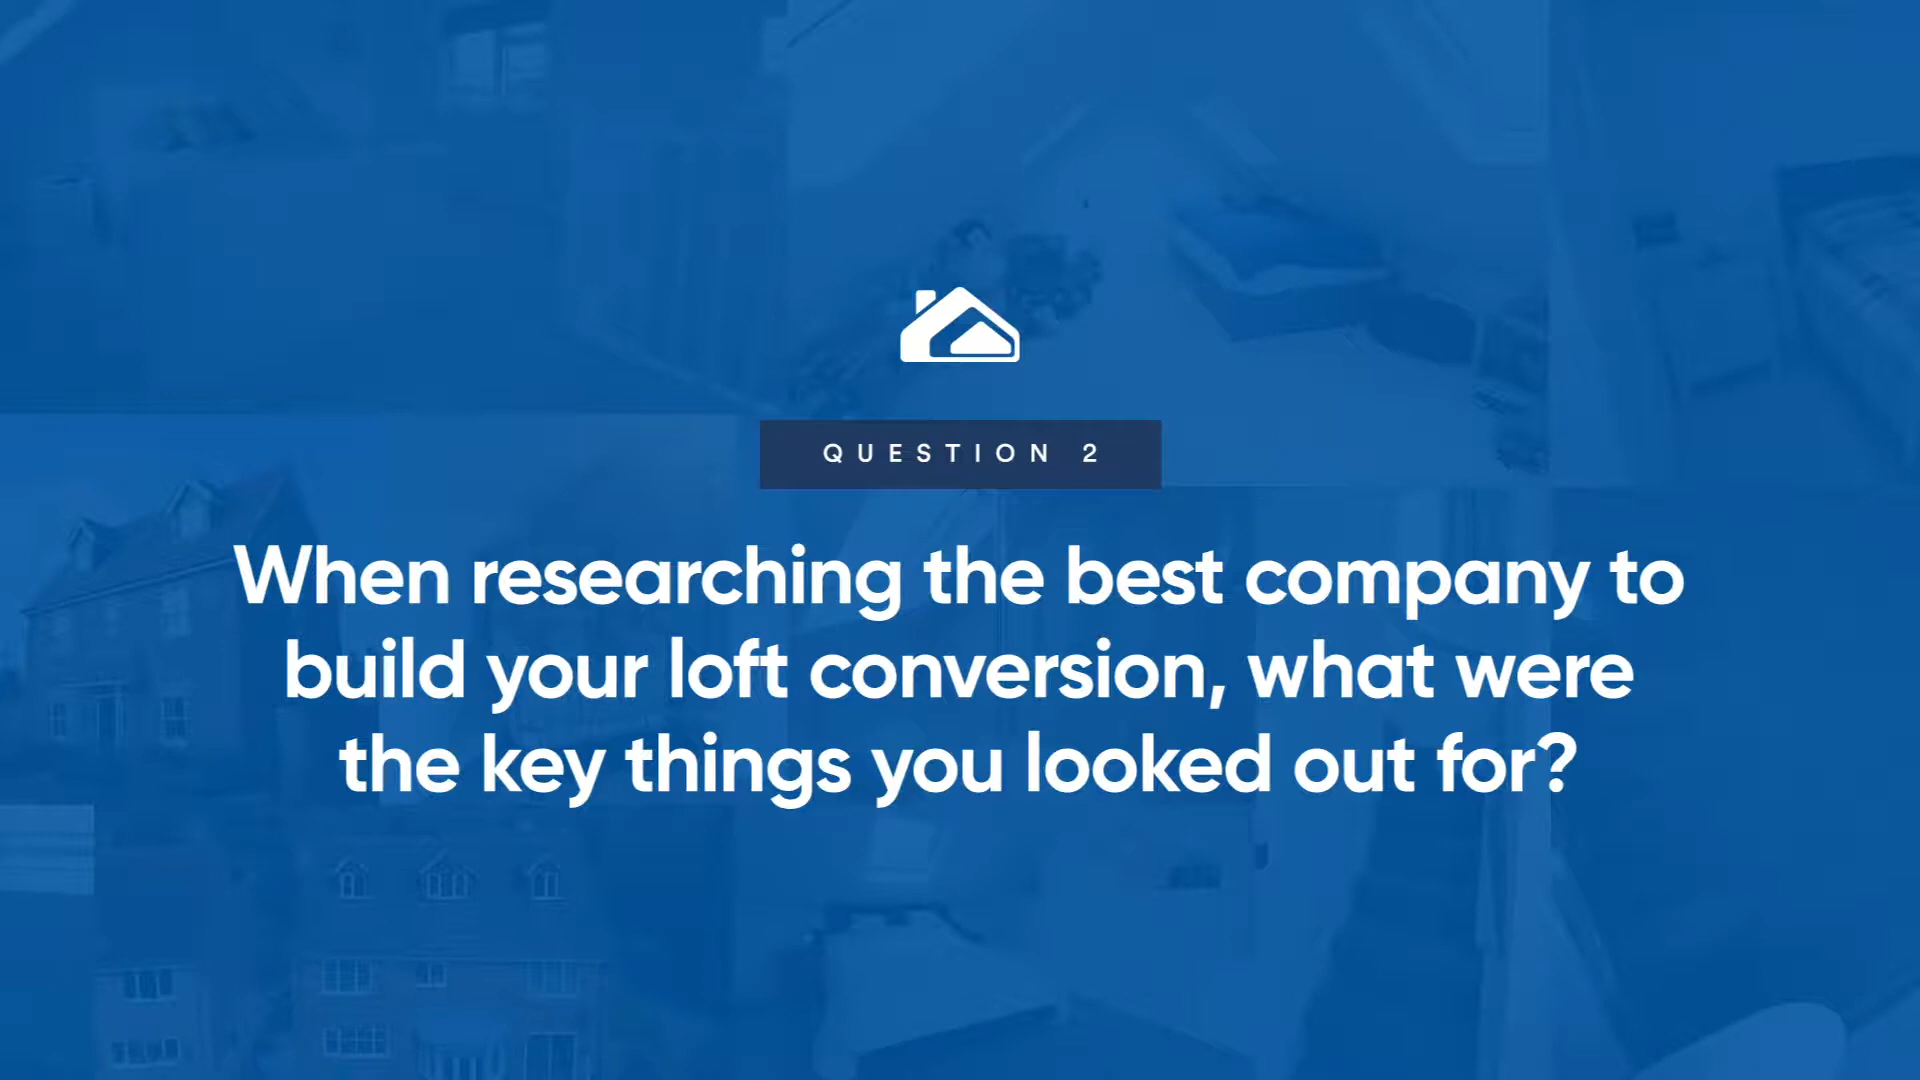 QUESTION 2
When researching the best company to
build your loft conversion, what were
the key things you looked out for?